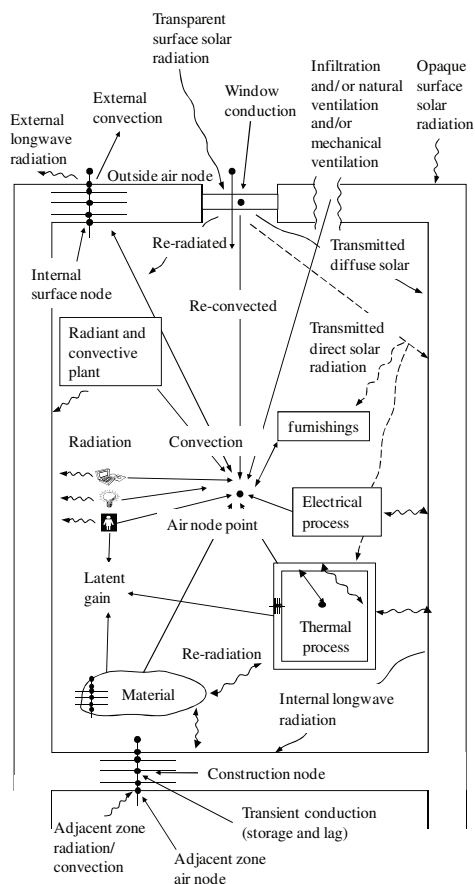 Transparent
surface solar
radiation
Infiltration
and/ or natural
ventilation
and/or
mechanical
ventilation
Opaque
surface
solar
radiation
External
convection
Window
conduction
External
longwave
radiation
Outside air node
Re-radiated
Transmitted
diffuse solar
Internal
surface node
Re-convected
Radiant and
convective
plant
Transmitted
direct solar
radiation
furnishings
Radiation
Convection
Electrical
process
Air node point
Latent
gain
Thermal
process
Re-radiation
Material
Internal longwave
radiation
Construction node
Transient conduction
(storage and lag)
Adjacent zone
radiation/
convection
Adjacent zone
air node